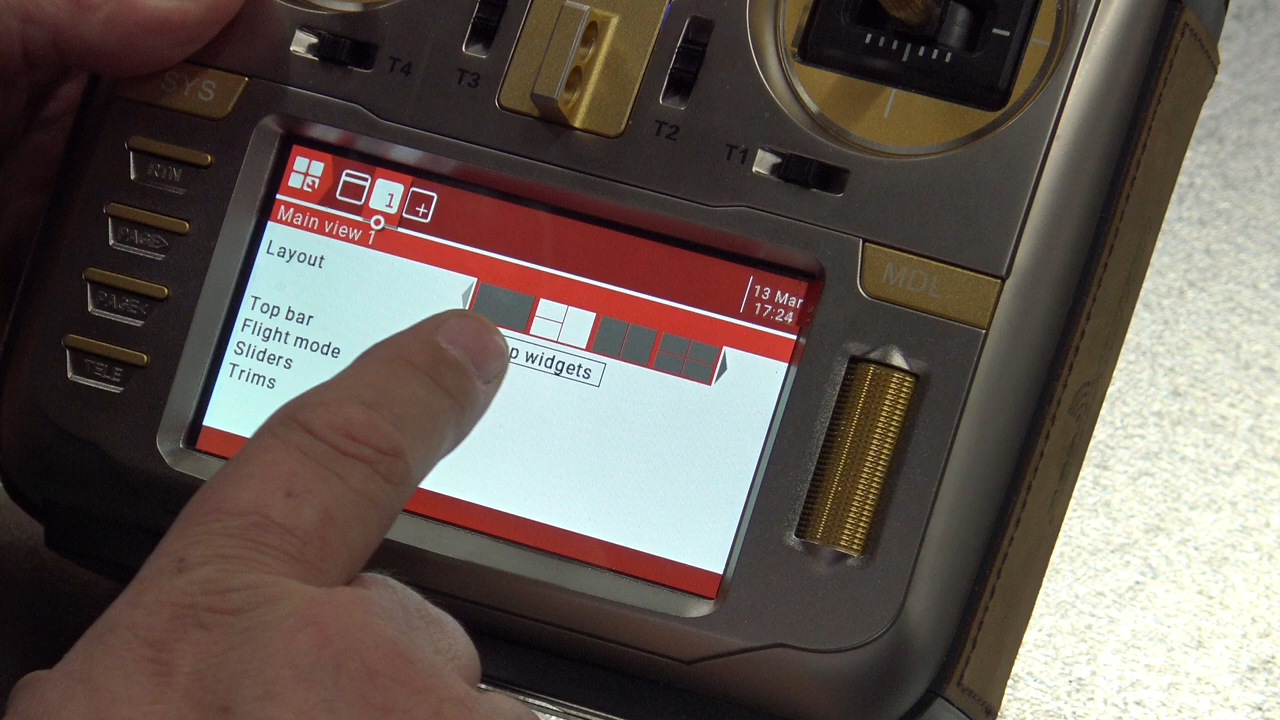 T4
T3
T2
T1
SYS
RTN
PAGE>
PAGE<
TELE
MDL
1
+
Main view 1
13 Mar
17:24
Layout
widgets
Top bar
Flight mode
Sliders
Trims